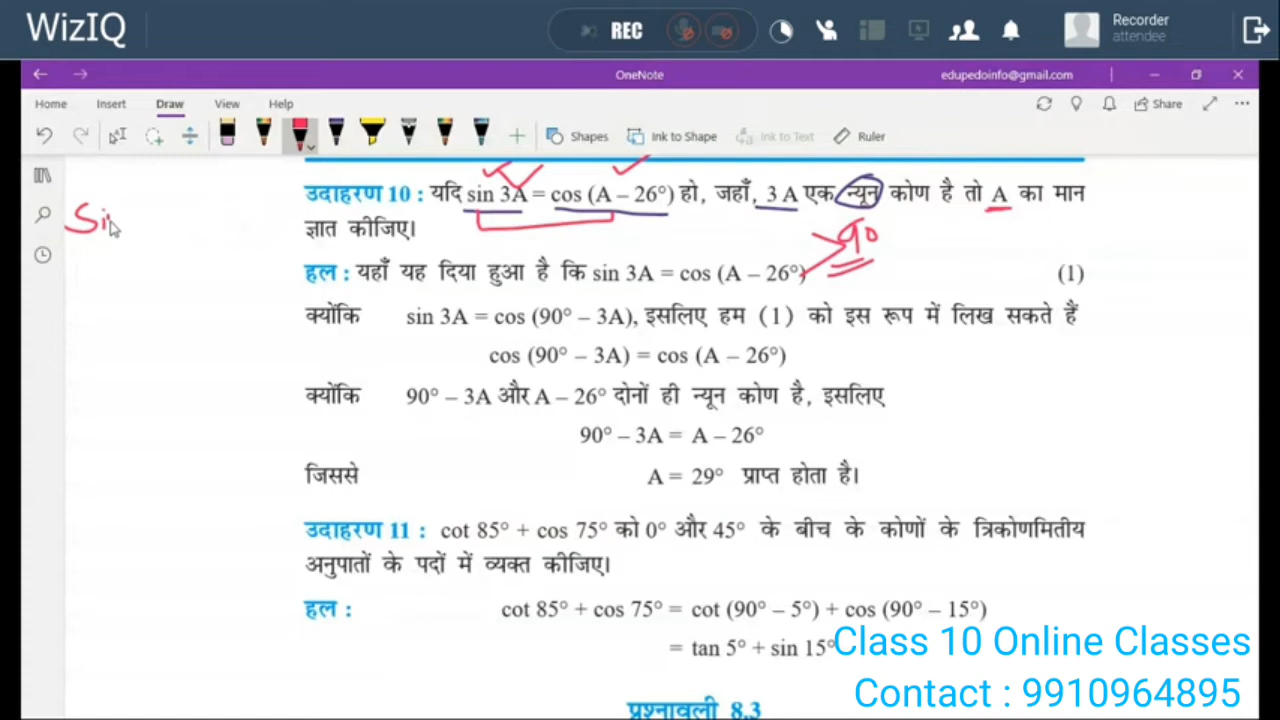 WizIQ
REC
Recorder
attendee
OneNote
edupedoinfo@gmail.com
Home Insert Draw View Help
Share
Shapes Ink to Shape Ink to Text Ruler
उदाहरण 10 : यदि sin 3A = cos (A – 26°) हो, जहाँ, 3 A एक न्यून कोण है तो A का मान
ज्ञात कीजिए।
Si
90
हल : यहाँ यह दिया हुआ है कि sin 3A = cos (A – 26°) (1)
क्योंकि sin 3A = cos (90° – 3A), इसलिए हम (1) को इस रूप में लिख सकते हैं
cos (90° – 3A) = cos (A – 26°)
क्योंकि 90° – 3A और A – 26° दोनों ही न्यून कोण है, इसलिए
90° – 3A = A – 26°
जिससे A = 29° प्राप्त होता है।
उदाहरण 11 : cot 85° + cos 75° को 0° और 45° के बीच के कोणों के त्रिकोणमितीय
अनुपातों के पदों में व्यक्त कीजिए।
हल : cot 85° + cos 75° = cot (90° – 5°) + cos (90° – 15°)
= tan 5° + sin 15°
Class 10 Online Classes
Contact : 9910964895
प्रश्नावली 8.3